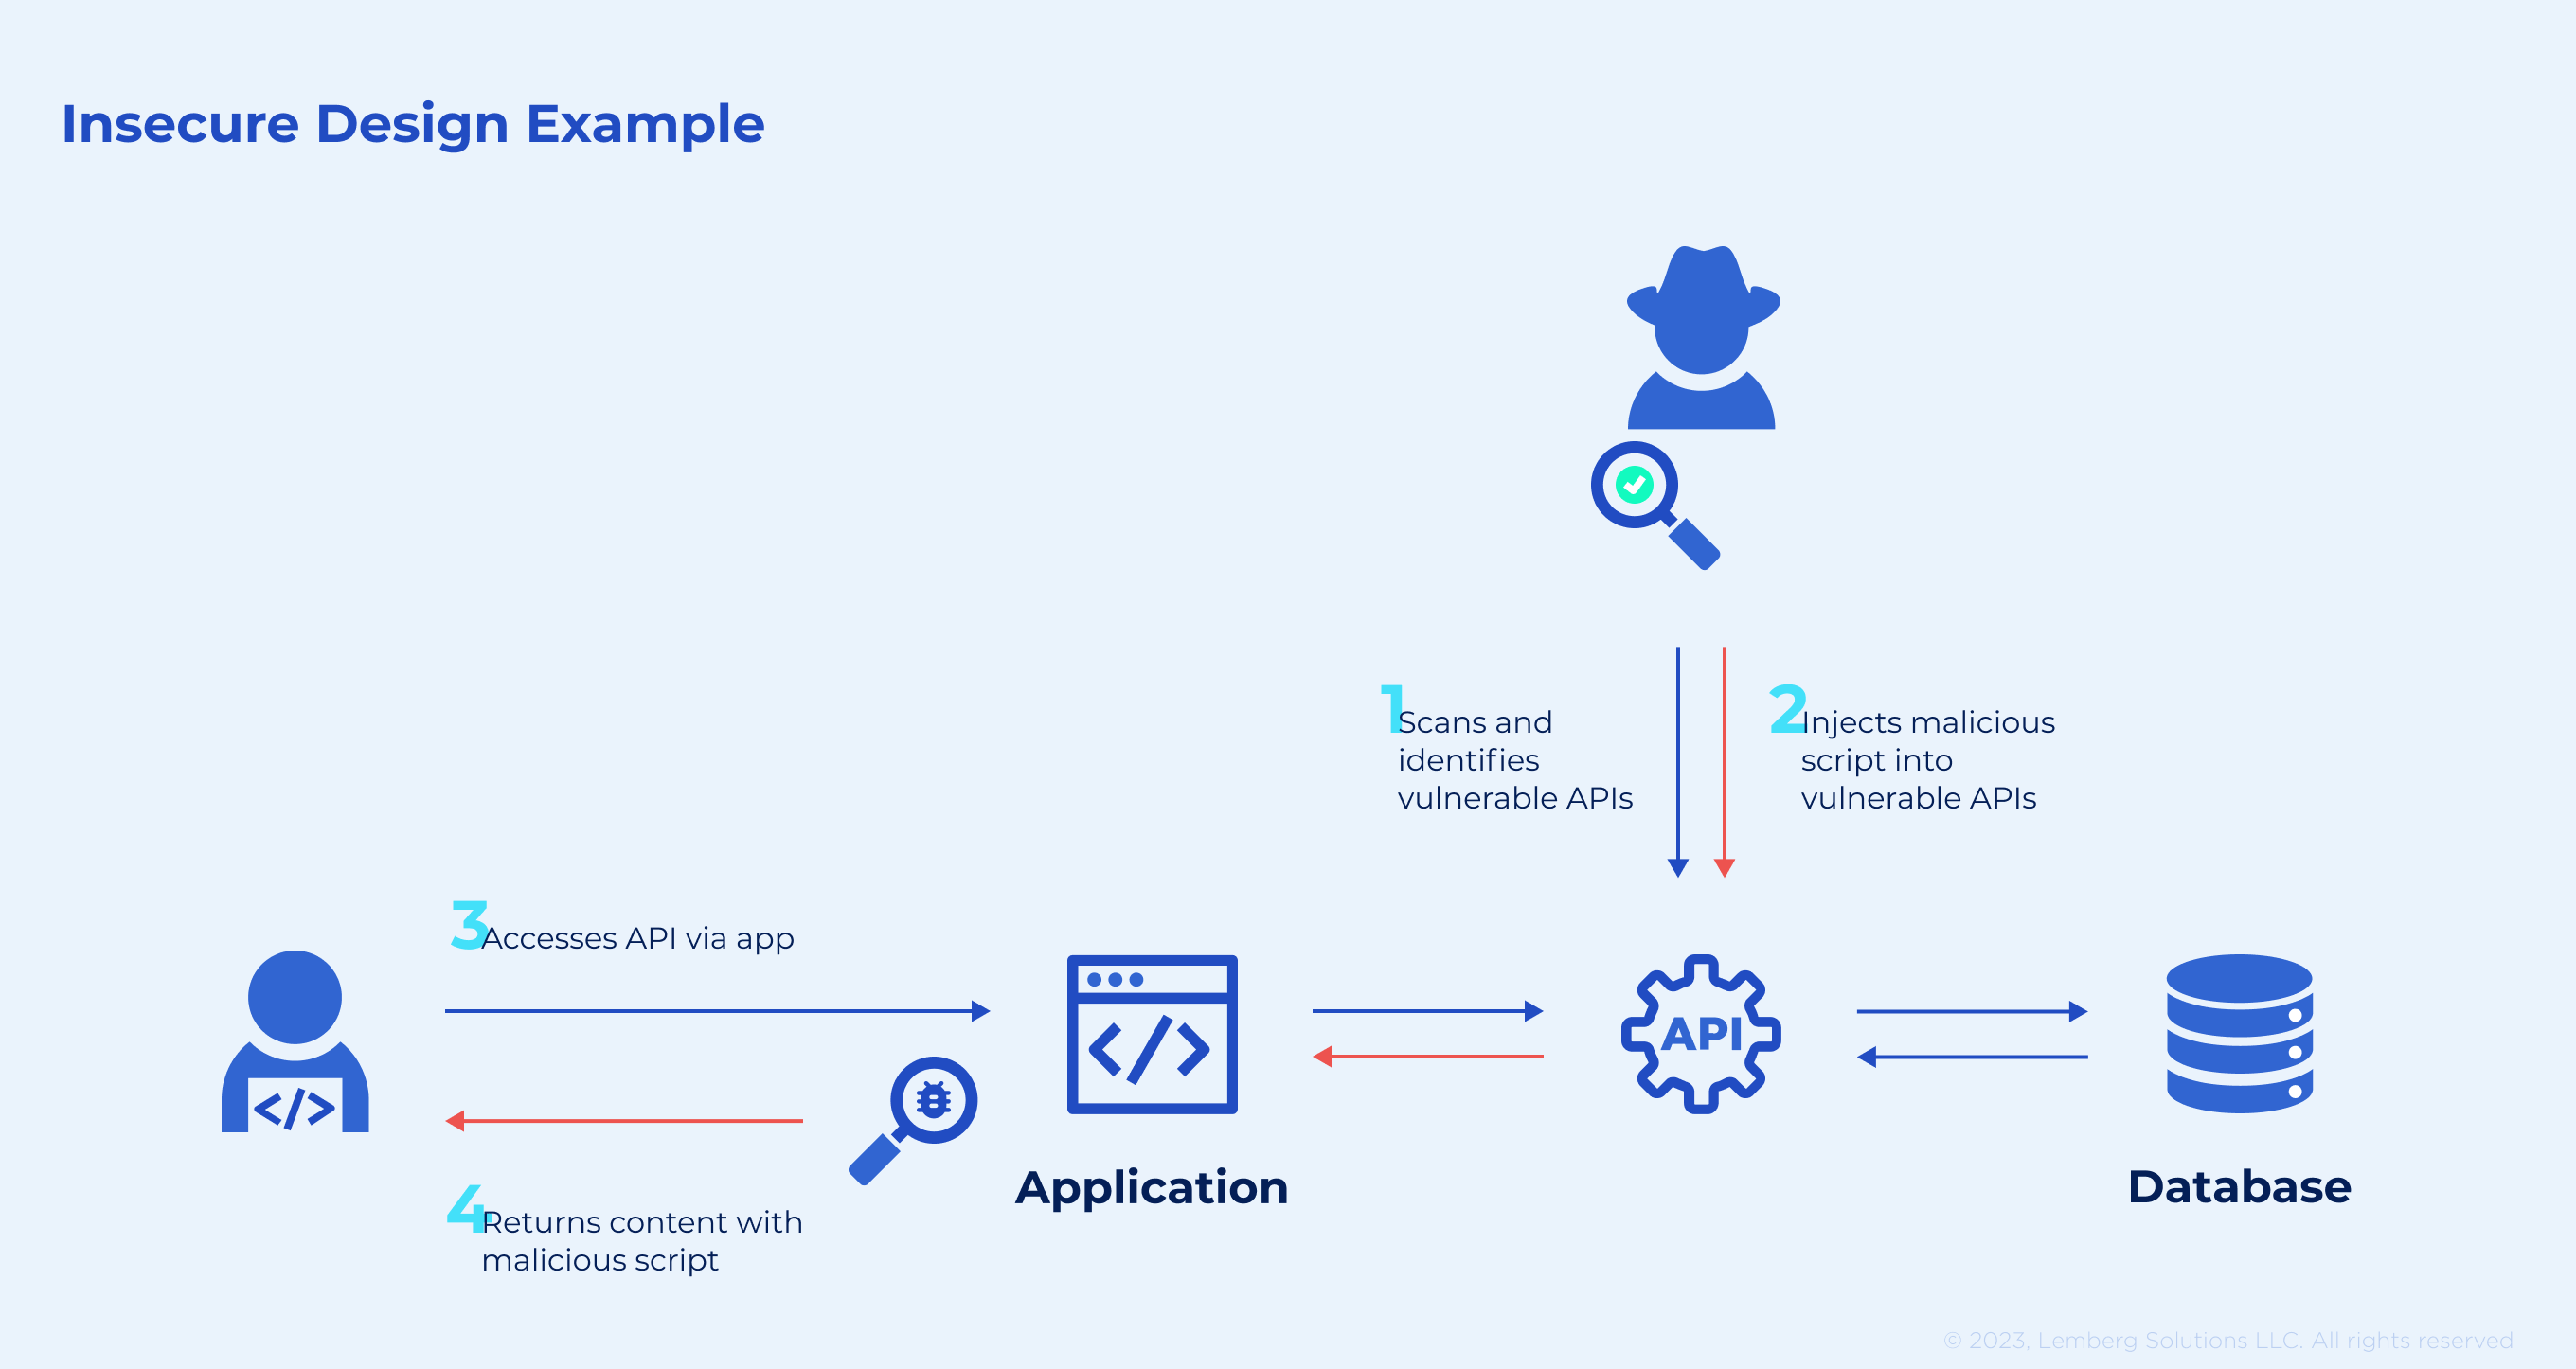 Insecure Design Example
1
Scans and
identifies
vulnerable APIs
2
Injects malicious
script into
vulnerable APIs
3
Accesses API via app
</>
</>
API
4
Returns content with
malicious script
Application
Database
© 2023, Lemberg Solutions LLC. All rights reserved